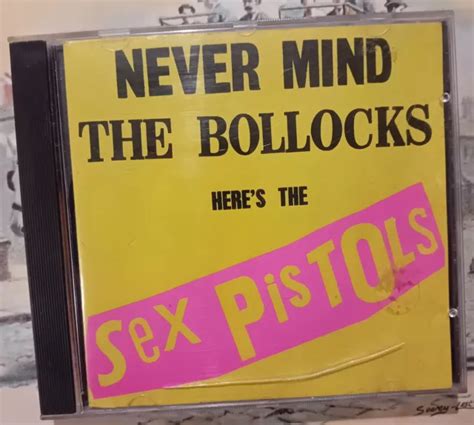 NEVER MIND
THE BOLLOCKS
HERE'S THE
Sex PisTOLs